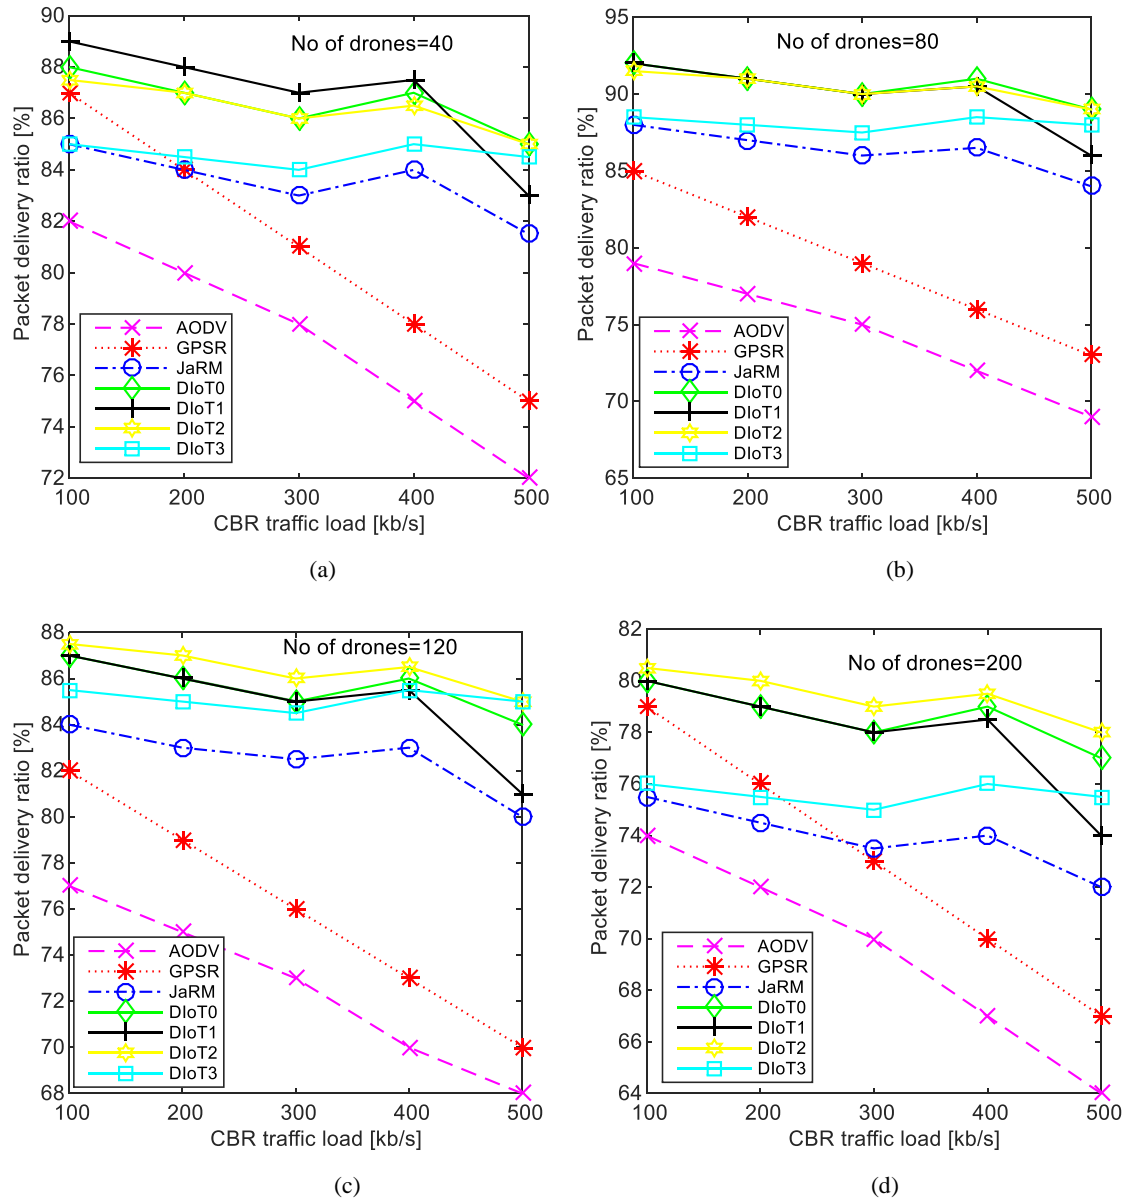 No of drones=40
Packet delivery ratio [%]
90
88
86
84
82
80
78
76
74
72
AODV
GPSR
JaRM
DIoT0
DIoT1
DIoT2
DIoT3
100 200 300 400 500
CBR traffic load [kb/s]
(a)
No of drones=80
Packet delivery ratio [%]
95
90
85
80
75
70
65
AODV
GPSR
JaRM
DIoT0
DIoT1
DIoT2
DIoT3
100 200 300 400 500
CBR traffic load [kb/s]
(b)
No of drones=120
Packet delivery ratio [%]
88
86
84
82
80
78
76
74
72
70
68
AODV
GPSR
JaRM
DIoT0
DIoT1
DIoT2
DIoT3
100 200 300 400 500
CBR traffic load [kb/s]
(c)
No of drones=200
Packet delivery ratio [%]
82
80
78
76
74
72
70
68
66
64
AODV
GPSR
JaRM
DIoT0
DIoT1
DIoT2
DIoT3
100 200 300 400 500
CBR traffic load [kb/s]
(d)